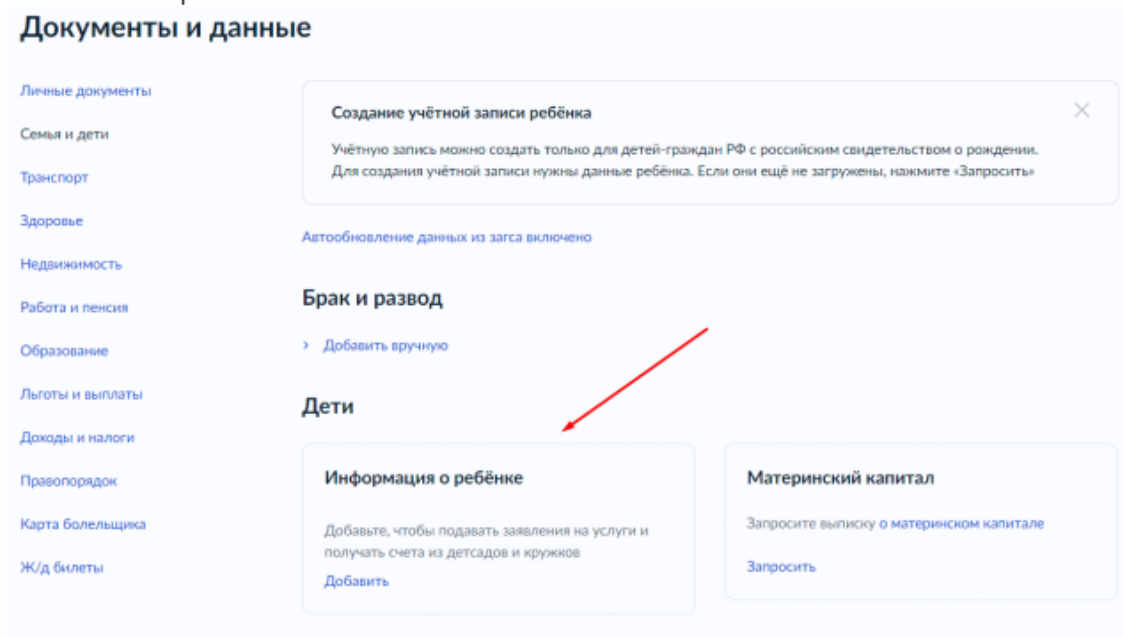 Документы и данные
Личные документы
Семья и дети
Транспорт
Здоровье
Недвижимость
Работа и пенсия
Образование
Льготы и выплаты
Доходы и налоги
Правопорядок
Карта болельщика
Ж/д билеты
Создание учётной записи ребёнка
Учётную запись можно создать только для детей-граждан РФ с российским свидетельством о рождении.
Для создания учётной записи нужны данные ребёнка. Если они ещё не загружены, нажмите «Запросить»
Автообновление данных из загса включено
Брак и развод
Добавить вручную
Дети
Информация о ребёнке
Добавьте, чтобы подавать заявления на услуги и
получать счета из детсадов и кружков
Добавить
Материнский капитал
Запросите выписку о материнском капитале
Запросить